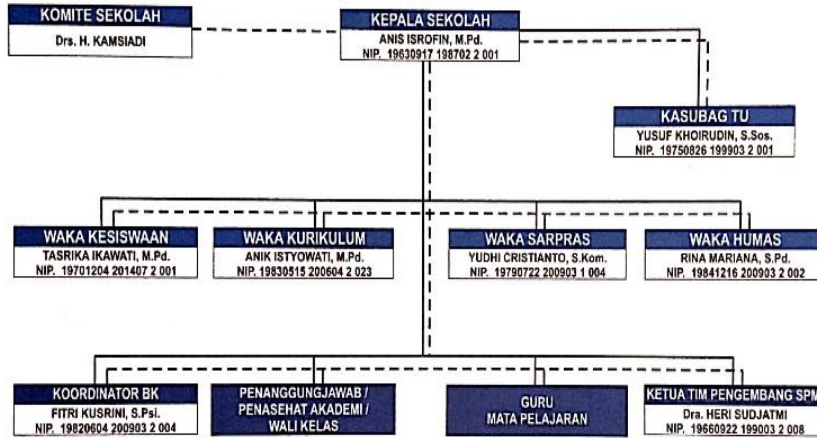 KOMITE SEKOLAH
Drs. H. KAMSIADI
KEPALA SEKOLAH
ANIS ISROFIN, M.Pd.
NIP. 19630917 198702 2 001
KASUBAG TU
YUSUF KHOIRUDIN, S.Sos.
NIP. 19750826 199903 2 001
WAKA KESISWAAN
TASRIKA IKAWATI, M.Pd.
NIP. 19701204 201407 2 001
WAKA KURIKULUM
ANIK ISTYOWATI, M.Pd.
NIP. 19830515 200604 2 023
WAKA SARPRAS
YUDHI CRISTIANTO, S.Kom.
NIP. 19790722 200903 1 004
WAKA HUMAS
RINA MARIANA, S.Pd.
NIP. 19841216 200903 2 002
KOORDINATOR BK
FITRI KUSRINI, S.Psi.
NIP. 19820604 200903 2 004
PENANGGUNGJAWAB /
PENASEHAT AKADEMI /
WALI KELAS
GURU
MATA PELAJARAN
KETUA TIM PENGEMBANG SPM
Dra. HERI SUDJATMI
NIP. 19660922 199003 2 008